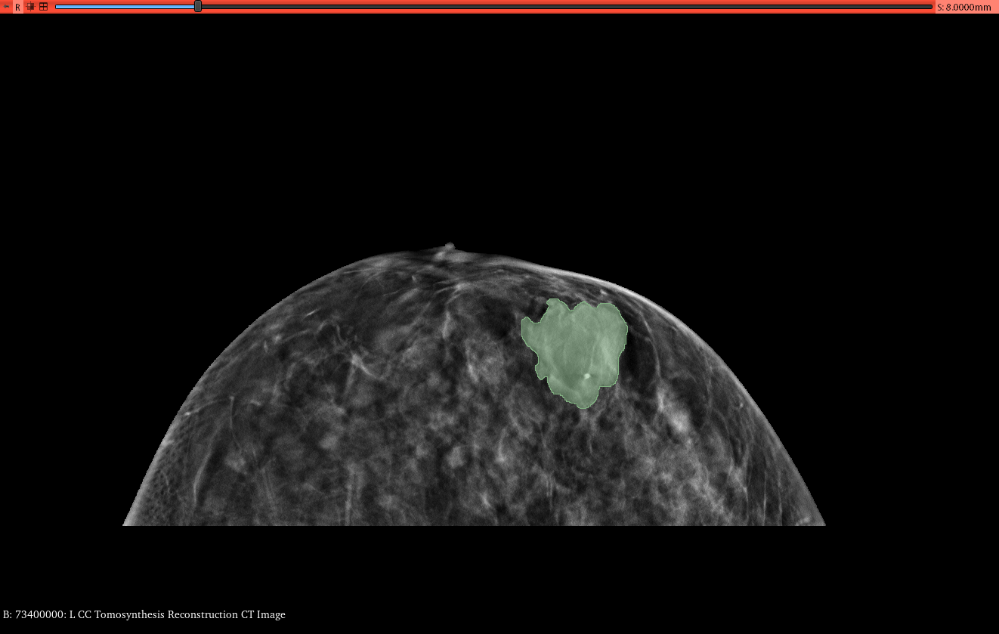 R
S: 8.0000mm
B: 73400000: L CC Tomosynthesis Reconstruction CT Image